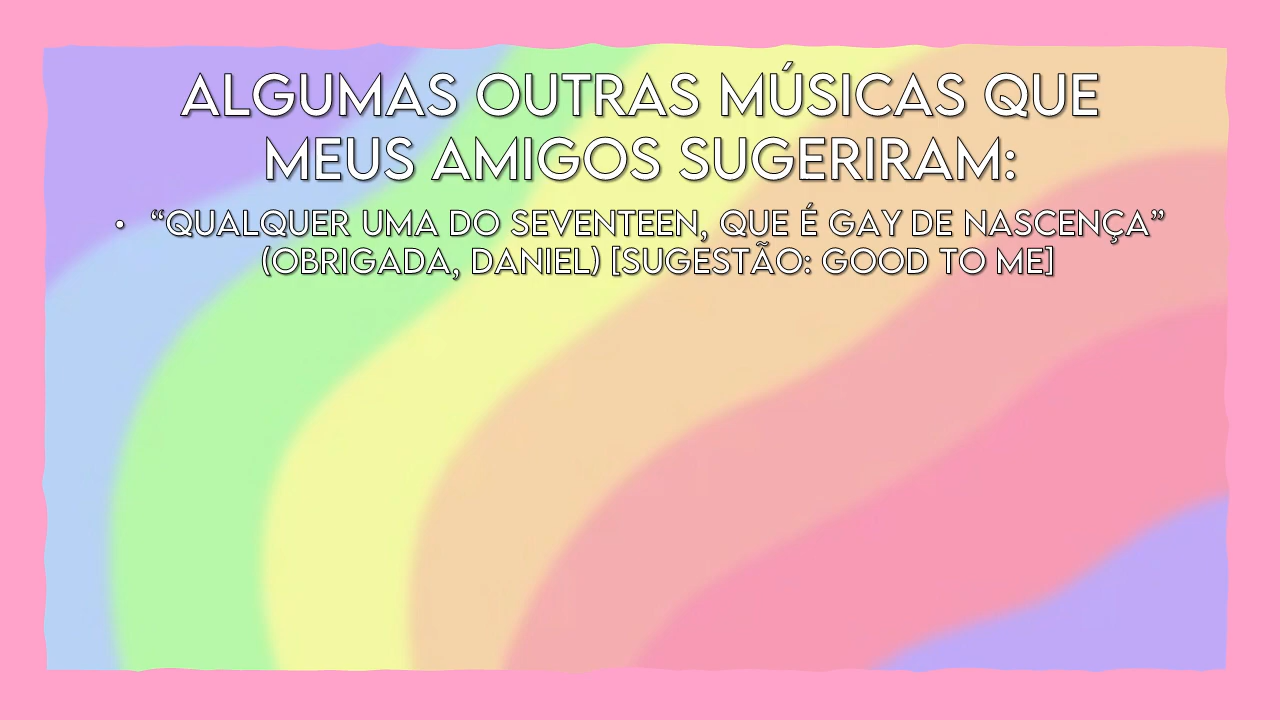 ALGUMAS OUTRAS MÚSICAS QUE
MEUS AMIGOS SUGERIRAM:
• “QUALQUER UMA DO SEVENTEEN, QUE É GAY DE NASCENÇA”
(OBRIGADA, DANIEL) [SUGESTÃO: GOOD TO ME]